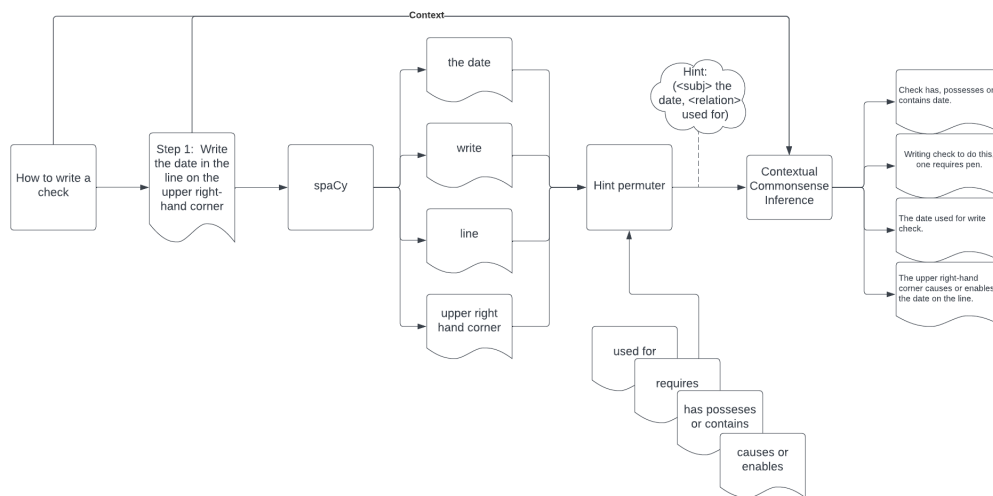 Context
How to write a
check
Step 1: Write
the date in the
line on the
upper right-
hand corner
spaCy
the date
write
line
upper right
hand corner
Hint permuter
Hint:
(<subj> the
date, <relation>
used for)
used for
requires
has posseses
or contains
causes or
enables
Contextual
Commonsense
Inference
Check has, possesses or
contains date.
Writing check to do this,
one requires pen.
The date used for write
check.
The upper right-hand
corner causes or enables
the date on the line.